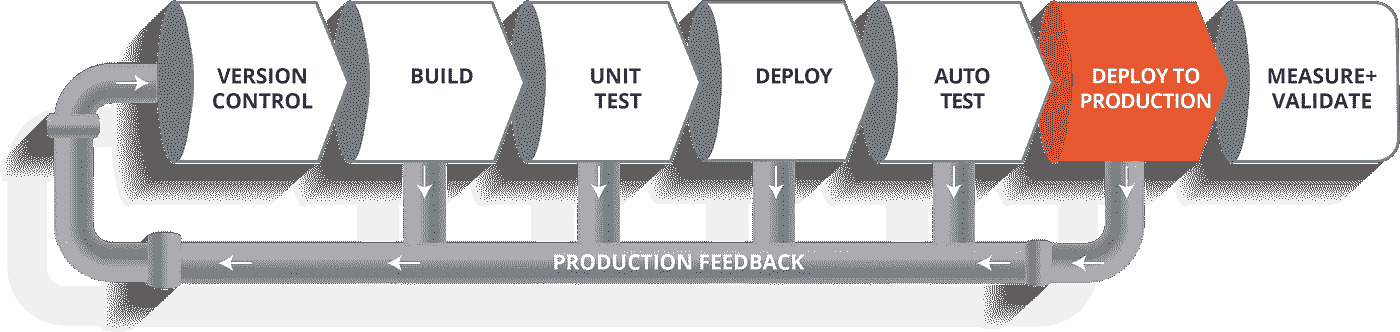 VERSION
CONTROL
BUILD
UNIT
TEST
DEPLOY
AUTO
TEST
DEPLOY TO
PRODUCTION
MEASURE+
VALIDATE
PRODUCTION FEEDBACK